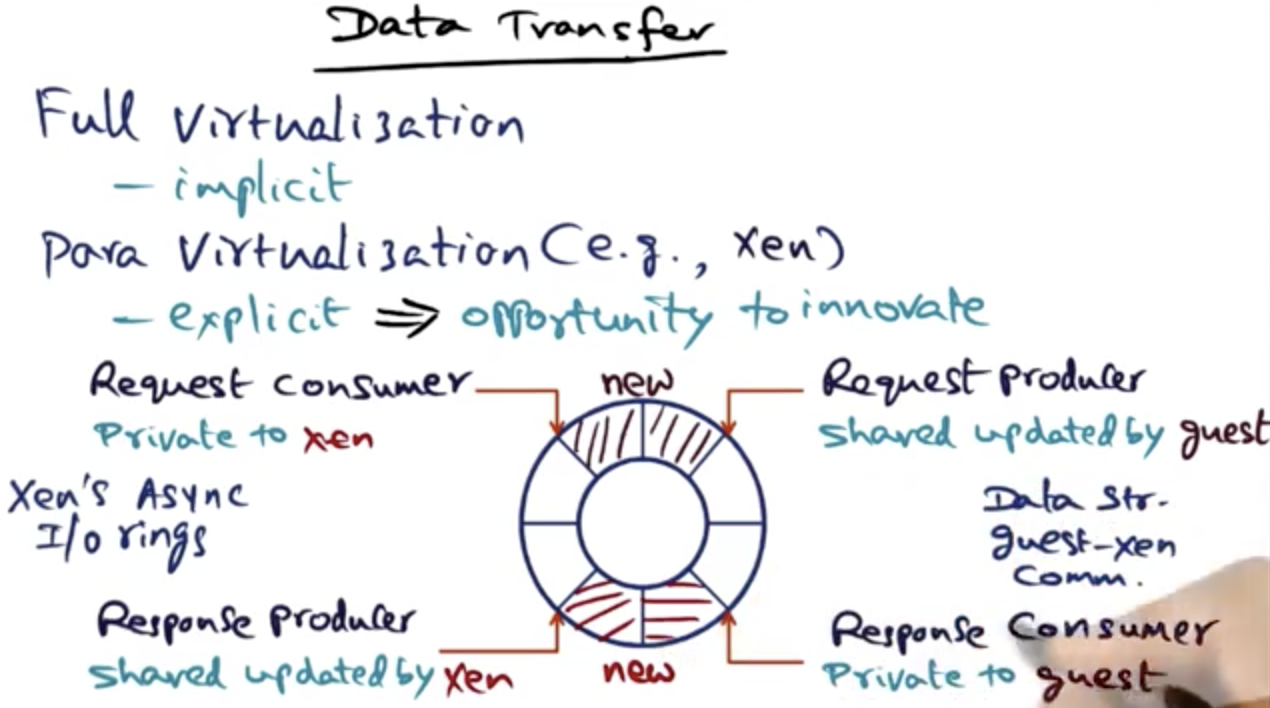 Data Transfer
Full Virtualization
- implicit
Para Virtualization (e.g., Xen)
- explicit ⇒ opportunity to innovate
Request Consumer
Private to xen
new
Request producer
shared updated by guest
Xen's Async
I/o rings
Data Str.
guest-xen
Comm.
Response Producer
shared updated by xen
new
Response Consumer
Private to guest